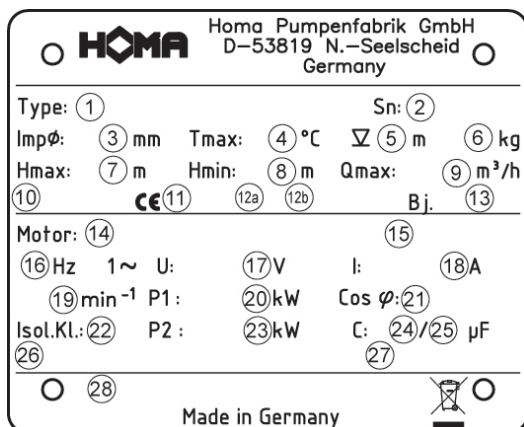 HOMA
Homa Pumpenfabrik GmbH
D-53819 N.-Seelscheid
Germany
Type: 1 Sn: 2
Impø: 3 mm Tmax: 4 °C 5 m 6 kg
Hmax: 7 m Hmin: 8 m Qmax: 9 m³/h
10 CE 11 12a 12b Bj. 13
Motor: 14 15
16 Hz 1~ U: 17 V I: 18 A
19 min⁻¹ P1: 20 kW Cos φ: 21
Isol.Kl.: 22 P2: 23 kW C: 24/25 µF
26 27
28
Made in Germany